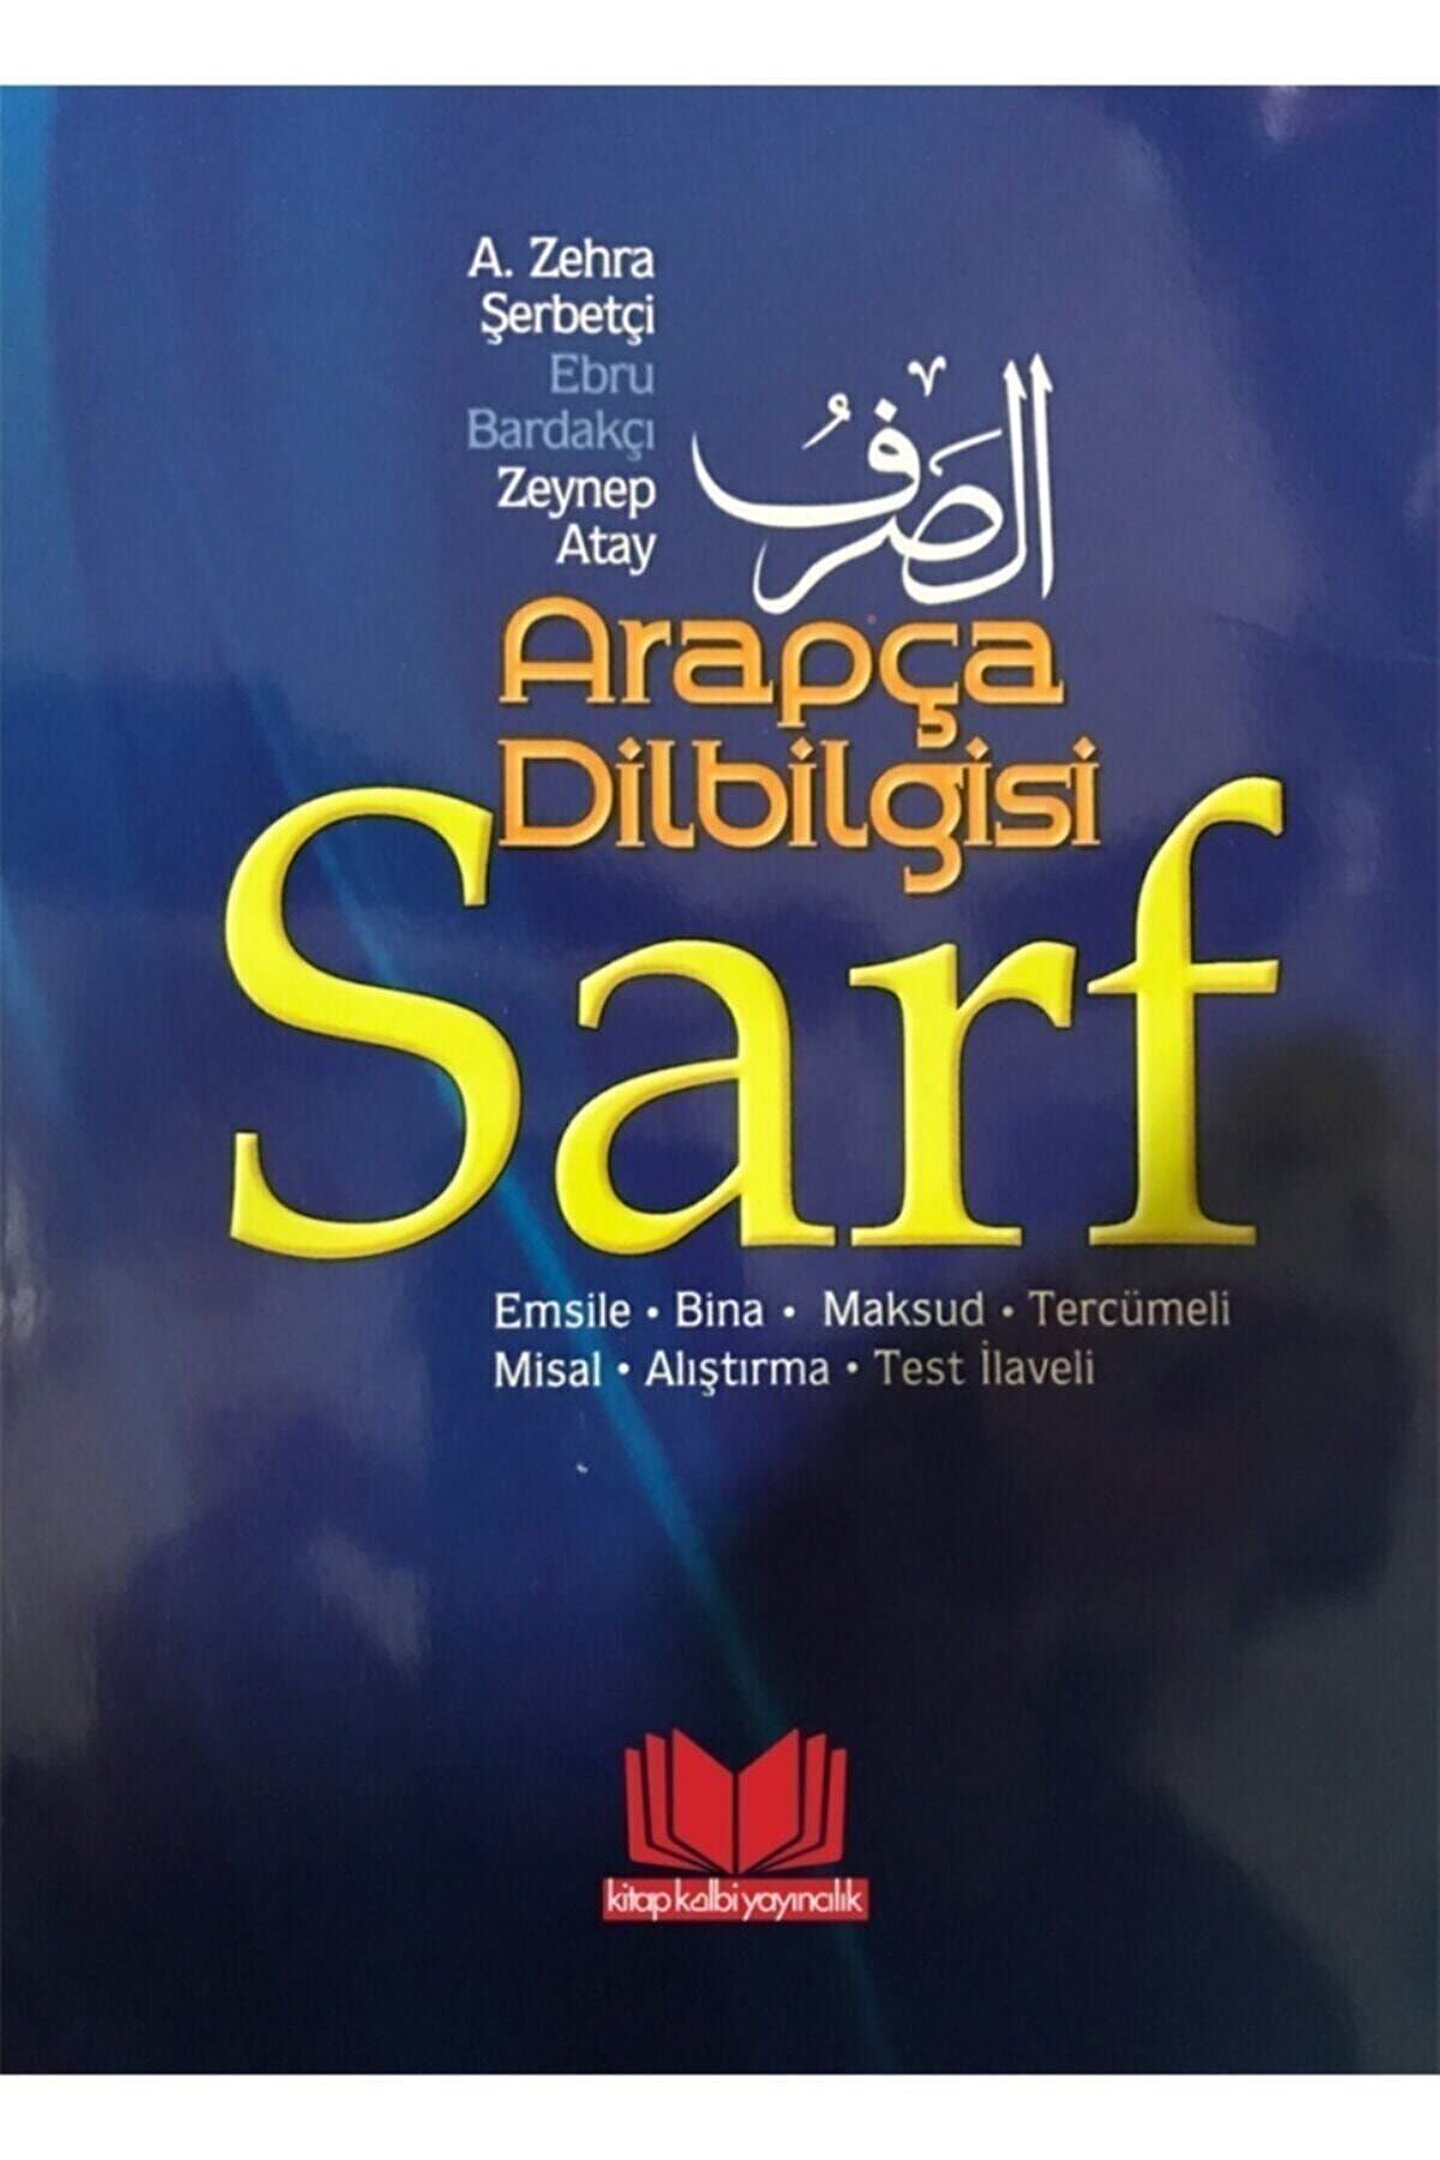 A. Zehra
Şerbetçi
Ebru
Bardakçı
Zeynep
Atay
الصرفُ
Arapça
Dilbilgisi
Sarf
Emsile • Bina • Maksud • Tercümeli
Misal • Alıştırma • Test İlaveli
kitap kalbi yayıncılık